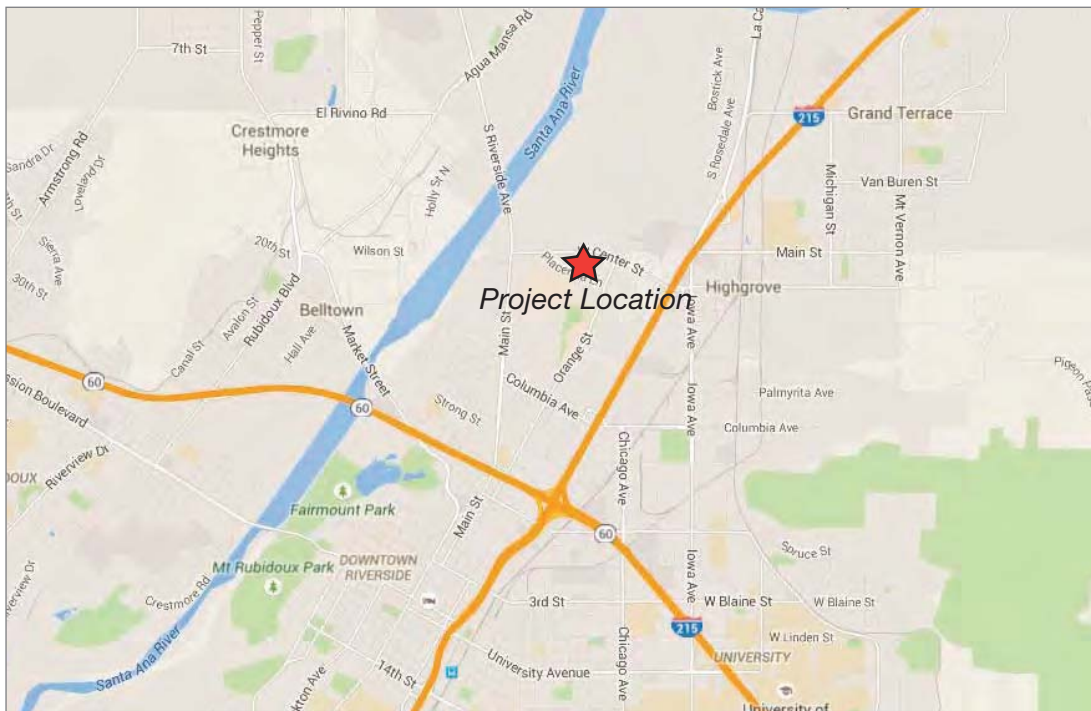 7th St
Pepper St
Agua Mansa Rd
La Ca
El Rivino Rd
Crestmore
Heights
Armstrong Rd
Sandra Dr
Loveland Dr
Santa Ana River
S Riverside Ave
Holly St N
Bostick Ave
S Rosedale Ave
215
Grand Terrace
Michigan St
Van Buren St
Mt Vernon Ave
Sierra Ave
30th St
20th St
Wilson St
Center St
Main St
Project Location
Highgrove
Belltown
Avalon St
Rubidoux Blvd
Hall Ave
Canal St
Market Street
Main St
Orange St
Iowa Ave
60
60
Mission Boulevard
Strong St
Columbia Ave
Iowa Ave
Palmyrita Ave
Columbia Ave
Riverview Dr
DOUX
Chicago Ave
Fairmount Park
Main St
60
Mt Rubidoux Park
DOWNTOWN
RIVERSIDE
Spruce St
Iowa Ave
Crestmore Rd
3rd St
W Blaine St
W Blaine St
215
W Linden St
UNIVERSITY
Chicago Ave
University Avenue
14th St
Santa Ana River
University of